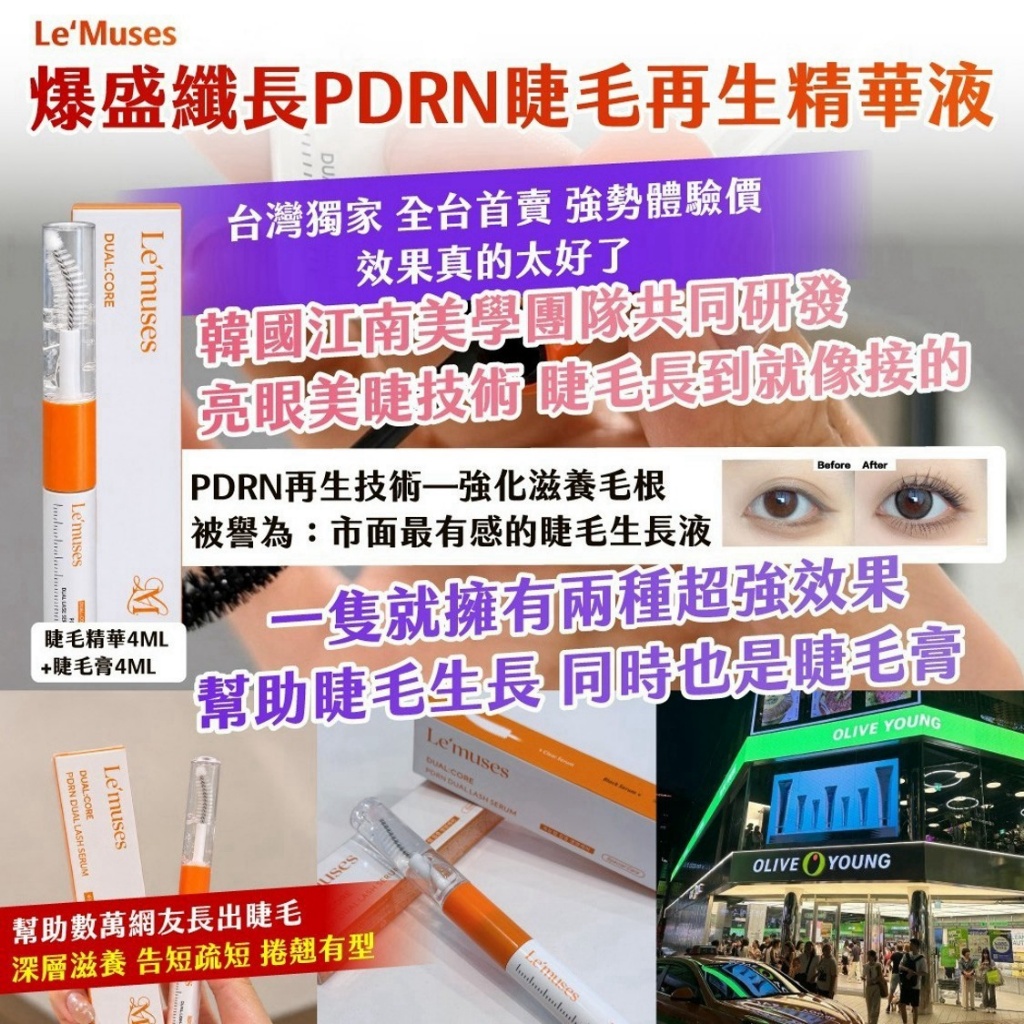 Le'Muses
爆盛纖長PDRN睫毛再生精華液
台灣獨家 全台首賣 強勢體驗價
效果真的太好了
韓國江南美學團隊共同研發
亮眼美睫技術 睫毛長到就像接的
Le'muses
DUAL:CORE
PDRN再生技術—強化滋養毛根
被譽為：市面最有感的睫毛生長液
Before After
Le'muses
睫毛精華4ML
+睫毛膏4ML
一隻就擁有兩種超強效果
幫助睫毛生長 同時也是睫毛膏
Le'muses
DUAL:CORE
PDRN DUAL LASH SERUM
Le'muses
Le'muses
OLIVE YOUNG
OLIVE YOUNG
幫助數萬網友長出睫毛
深層滋養 告短疏短 捲翹有型